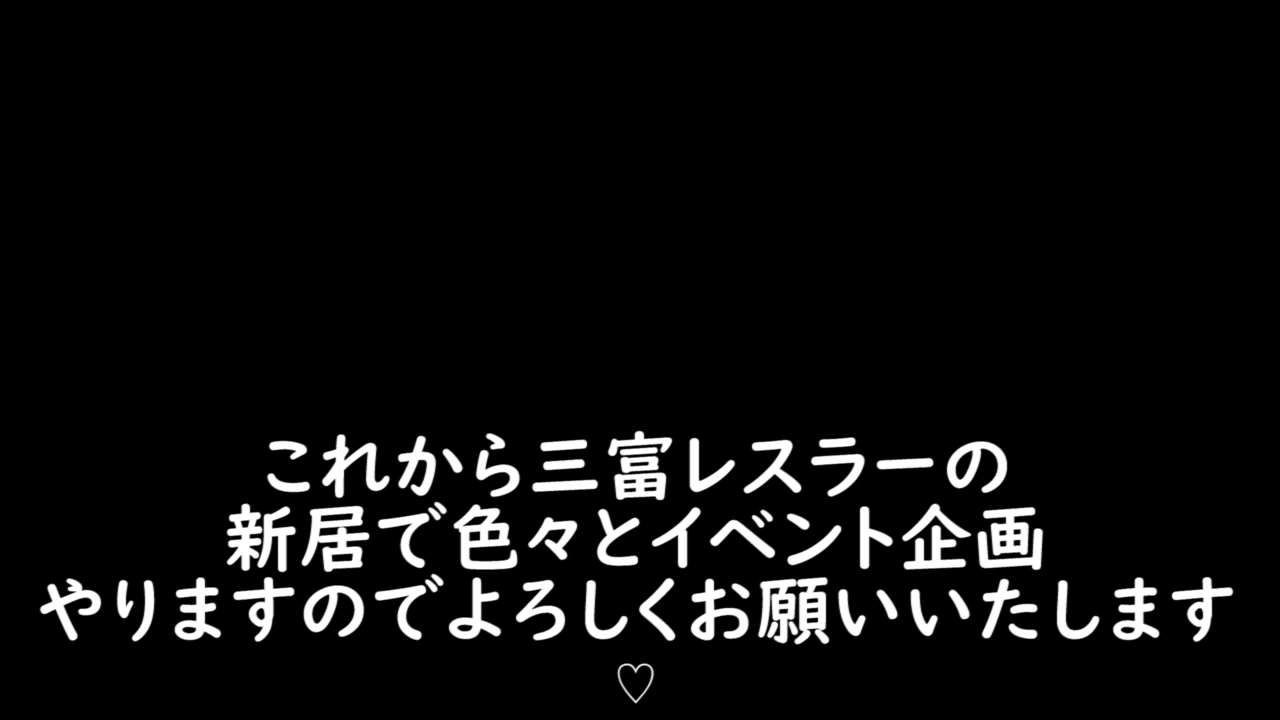 これから三富レスラーの
新居で色々とイベント企画
やりますのでよろしくお願いいたします
♡